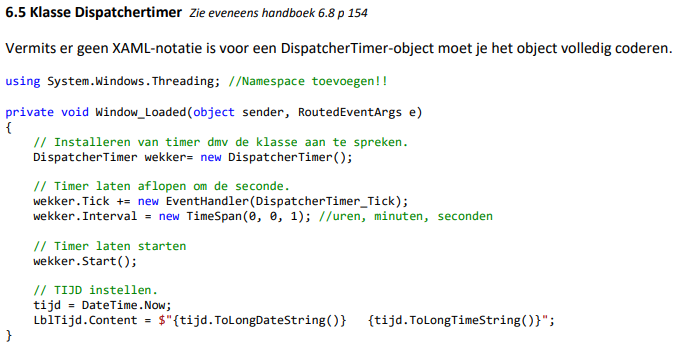 6.5 Klasse Dispatchertimer Zie eveneens handboek 6.8 p 154
Vermits er geen XAML-notatie is voor een DispatcherTimer-object moet je het object volledig coderen.
using System.Windows.Threading; //Namespace toevoegen!!
private void Window_Loaded(object sender, RoutedEventArgs e)
{
    // Installeren van timer dmv de klasse aan te spreken.
    DispatcherTimer wekker= new DispatcherTimer();
    // Timer laten aflopen om de seconde.
    wekker.Tick += new EventHandler(DispatcherTimer_Tick);
    wekker.Interval = new TimeSpan(0, 0, 1); //uren, minuten, seconden
    // Timer laten starten
    wekker.Start();
    // TIJD instellen.
    tijd = DateTime.Now;
    LblTijd.Content = $"{tijd.ToLongDateString()}   {tijd.ToLongTimeString()}";
}